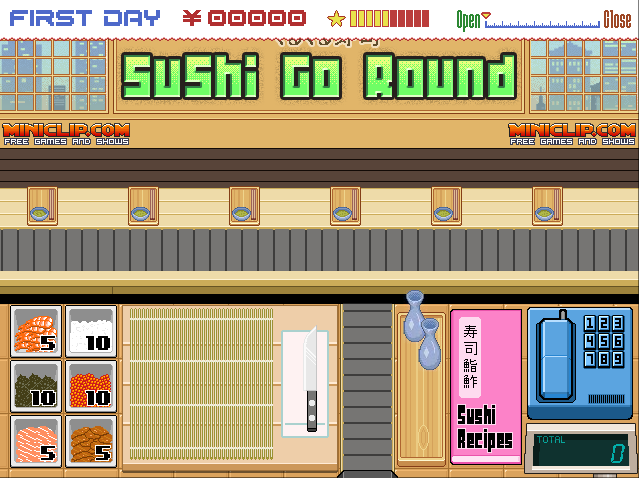 FIRST DAY ¥ 00000 Open Close
Sushi Go Round
MINICLIP.COM
FREE GAMES AND SHOWS
MINICLIP.COM
FREE GAMES AND SHOWS
5 10
10 10
5 5
寿司鮨鮓
Sushi
Recipes
1 2 3
4 5 6
7 8 9
TOTAL
0